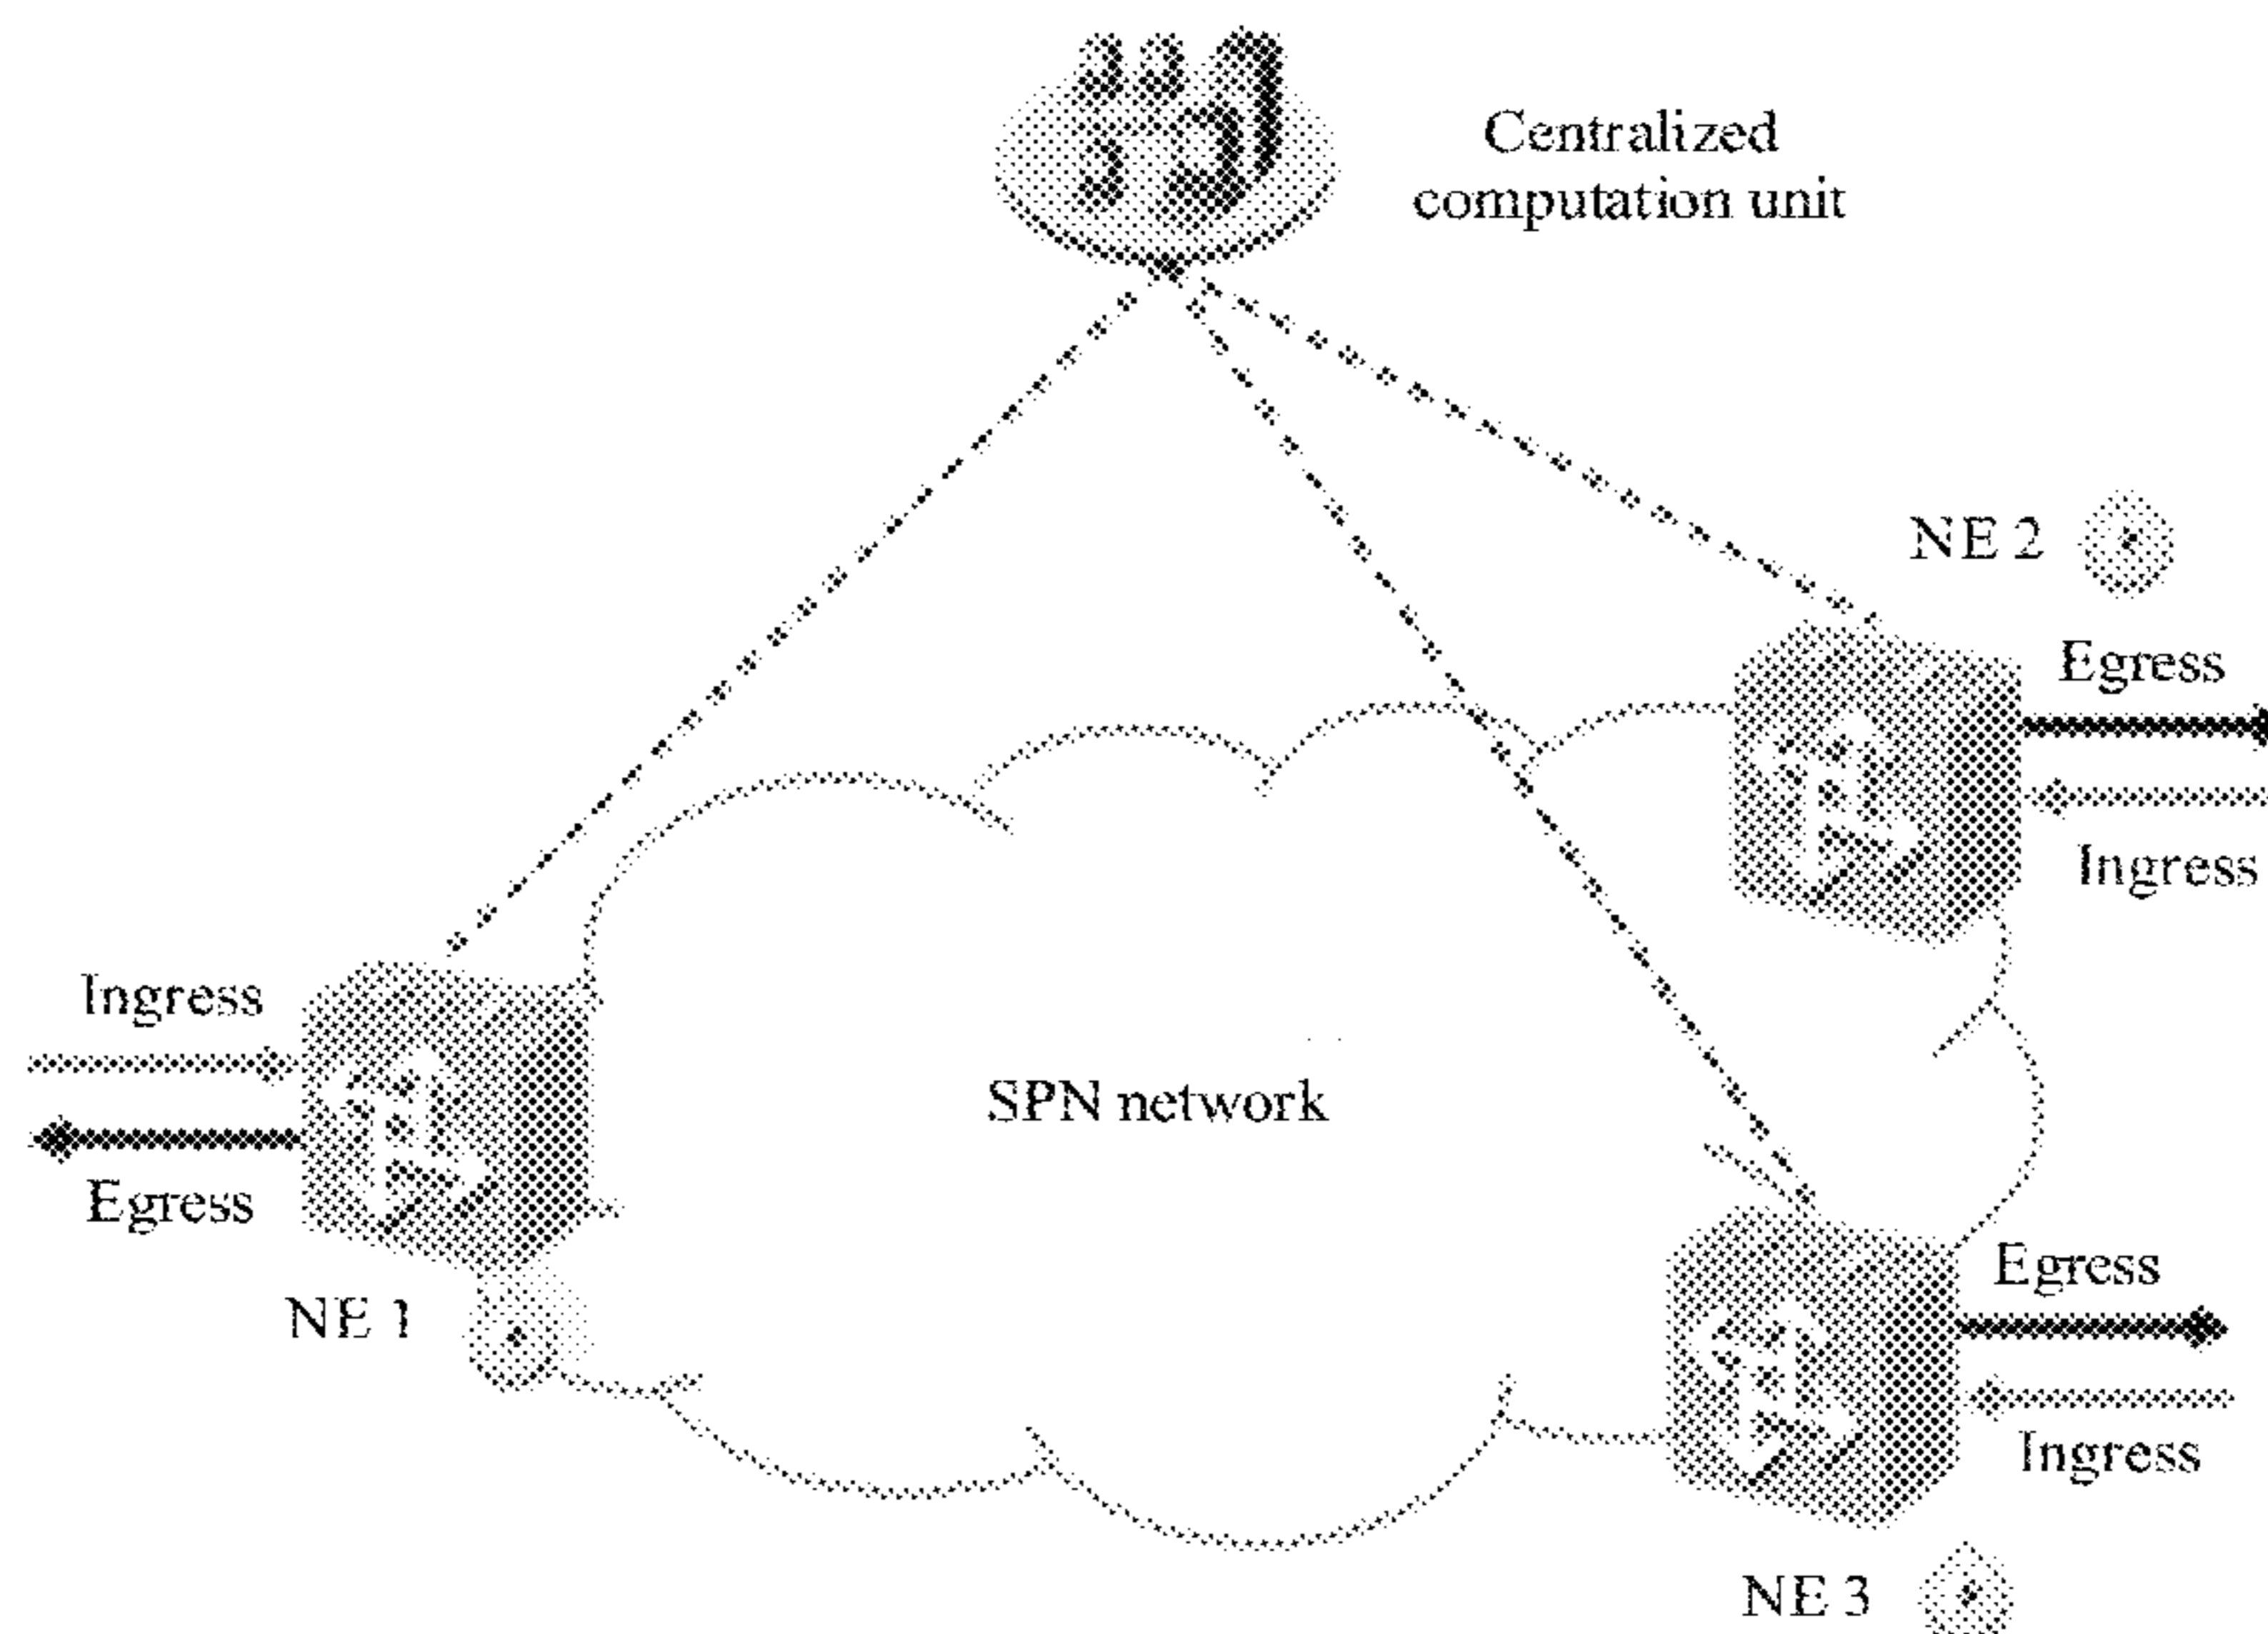 Centralized
computation unit
NE 2
Egress
Ingress
Ingress
SPN network
Egress
NE 1
Egress
Ingress
NE 3